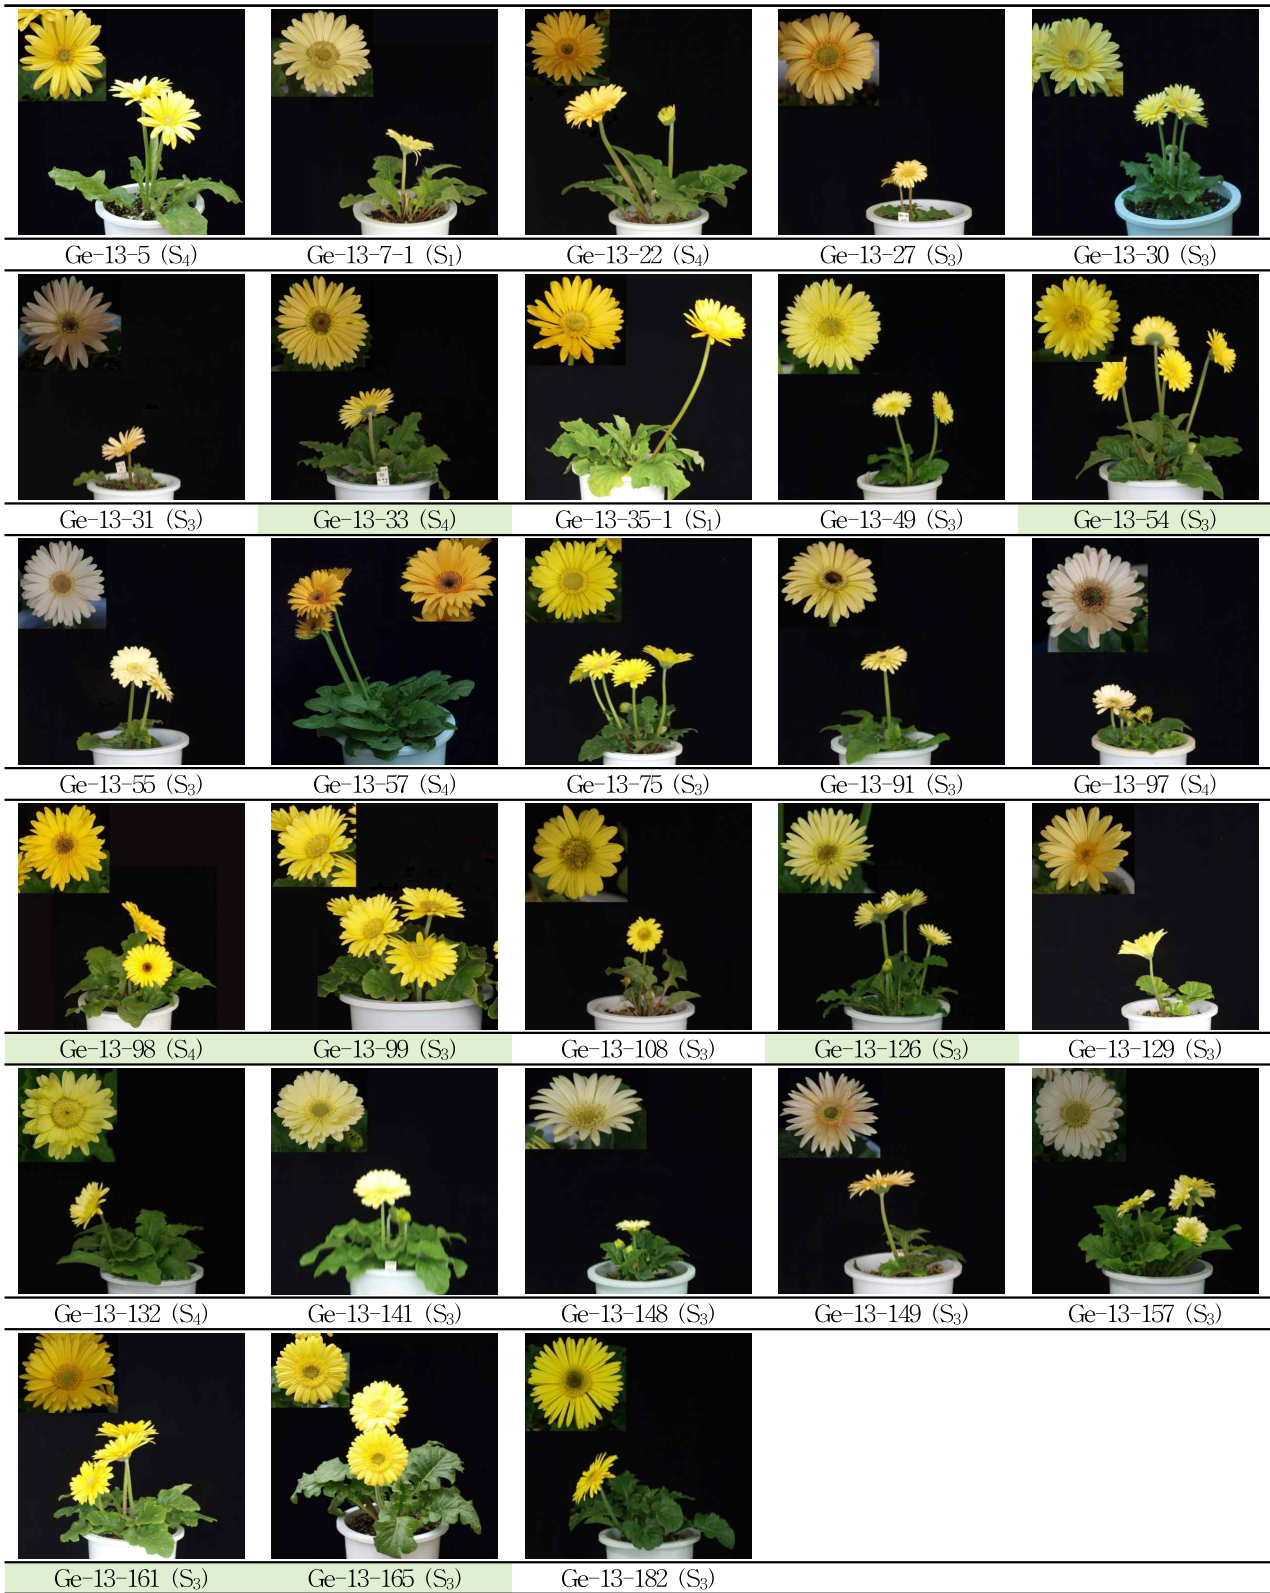 Ge-13-5 (S₄) Ge-13-7-1 (S₁) Ge-13-22 (S₄) Ge-13-27 (S₃) Ge-13-30 (S₃)
Ge-13-31 (S₃) Ge-13-33 (S₄) Ge-13-35-1 (S₁) Ge-13-49 (S₃) Ge-13-54 (S₃)
Ge-13-55 (S₃) Ge-13-57 (S₄) Ge-13-75 (S₃) Ge-13-91 (S₃) Ge-13-97 (S₄)
Ge-13-98 (S₄) Ge-13-99 (S₃) Ge-13-108 (S₃) Ge-13-126 (S₃) Ge-13-129 (S₃)
Ge-13-132 (S₄) Ge-13-141 (S₃) Ge-13-148 (S₃) Ge-13-149 (S₃) Ge-13-157 (S₃)
Ge-13-161 (S₃) Ge-13-165 (S₃) Ge-13-182 (S₃)